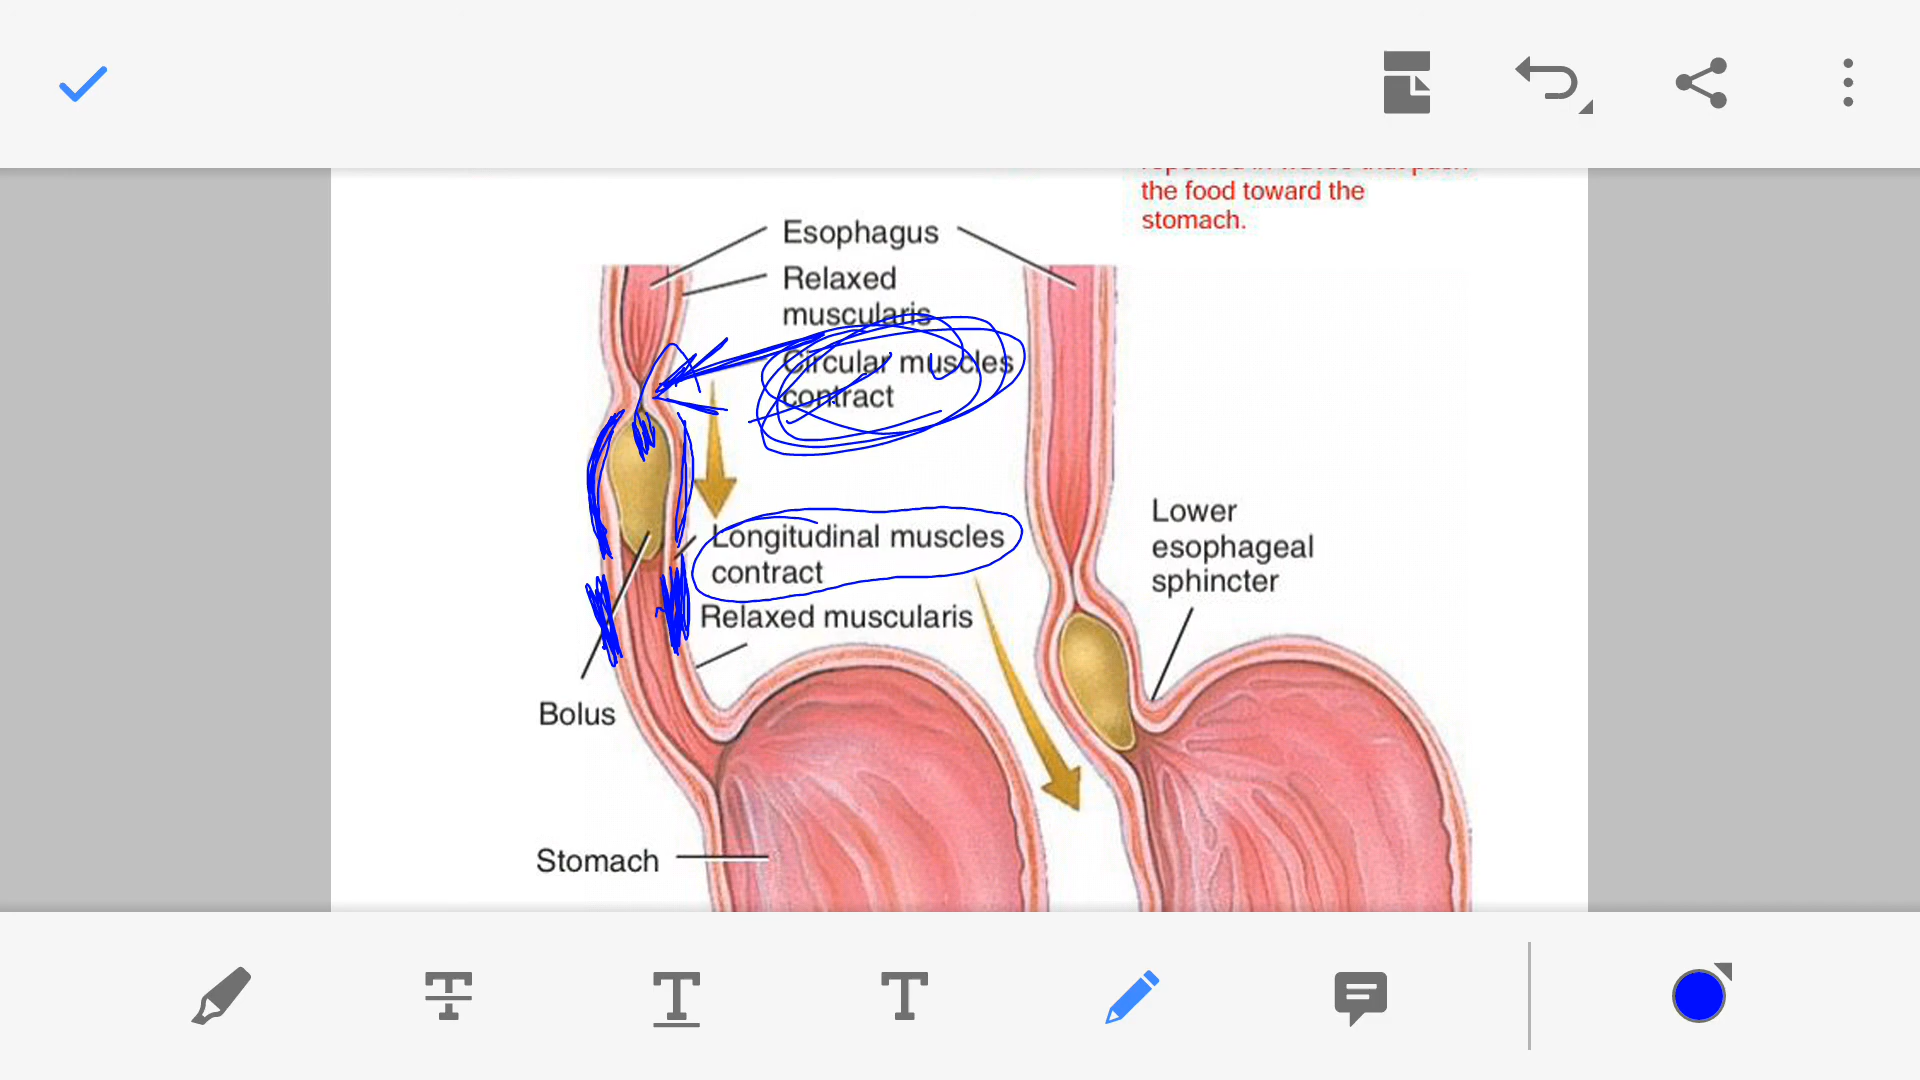 the food toward the
stomach.
Esophagus
Relaxed
muscularis
Circular muscles
contract
Longitudinal muscles
contract
Relaxed muscularis
Lower
esophageal
sphincter
Bolus
Stomach